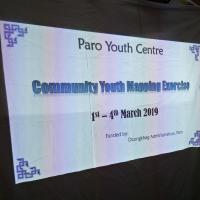 Paro Youth Centre
Community Youth Mapping Exercise
1st – 4th March 2019
Funded by:
Dzongkhag Administration, Paro